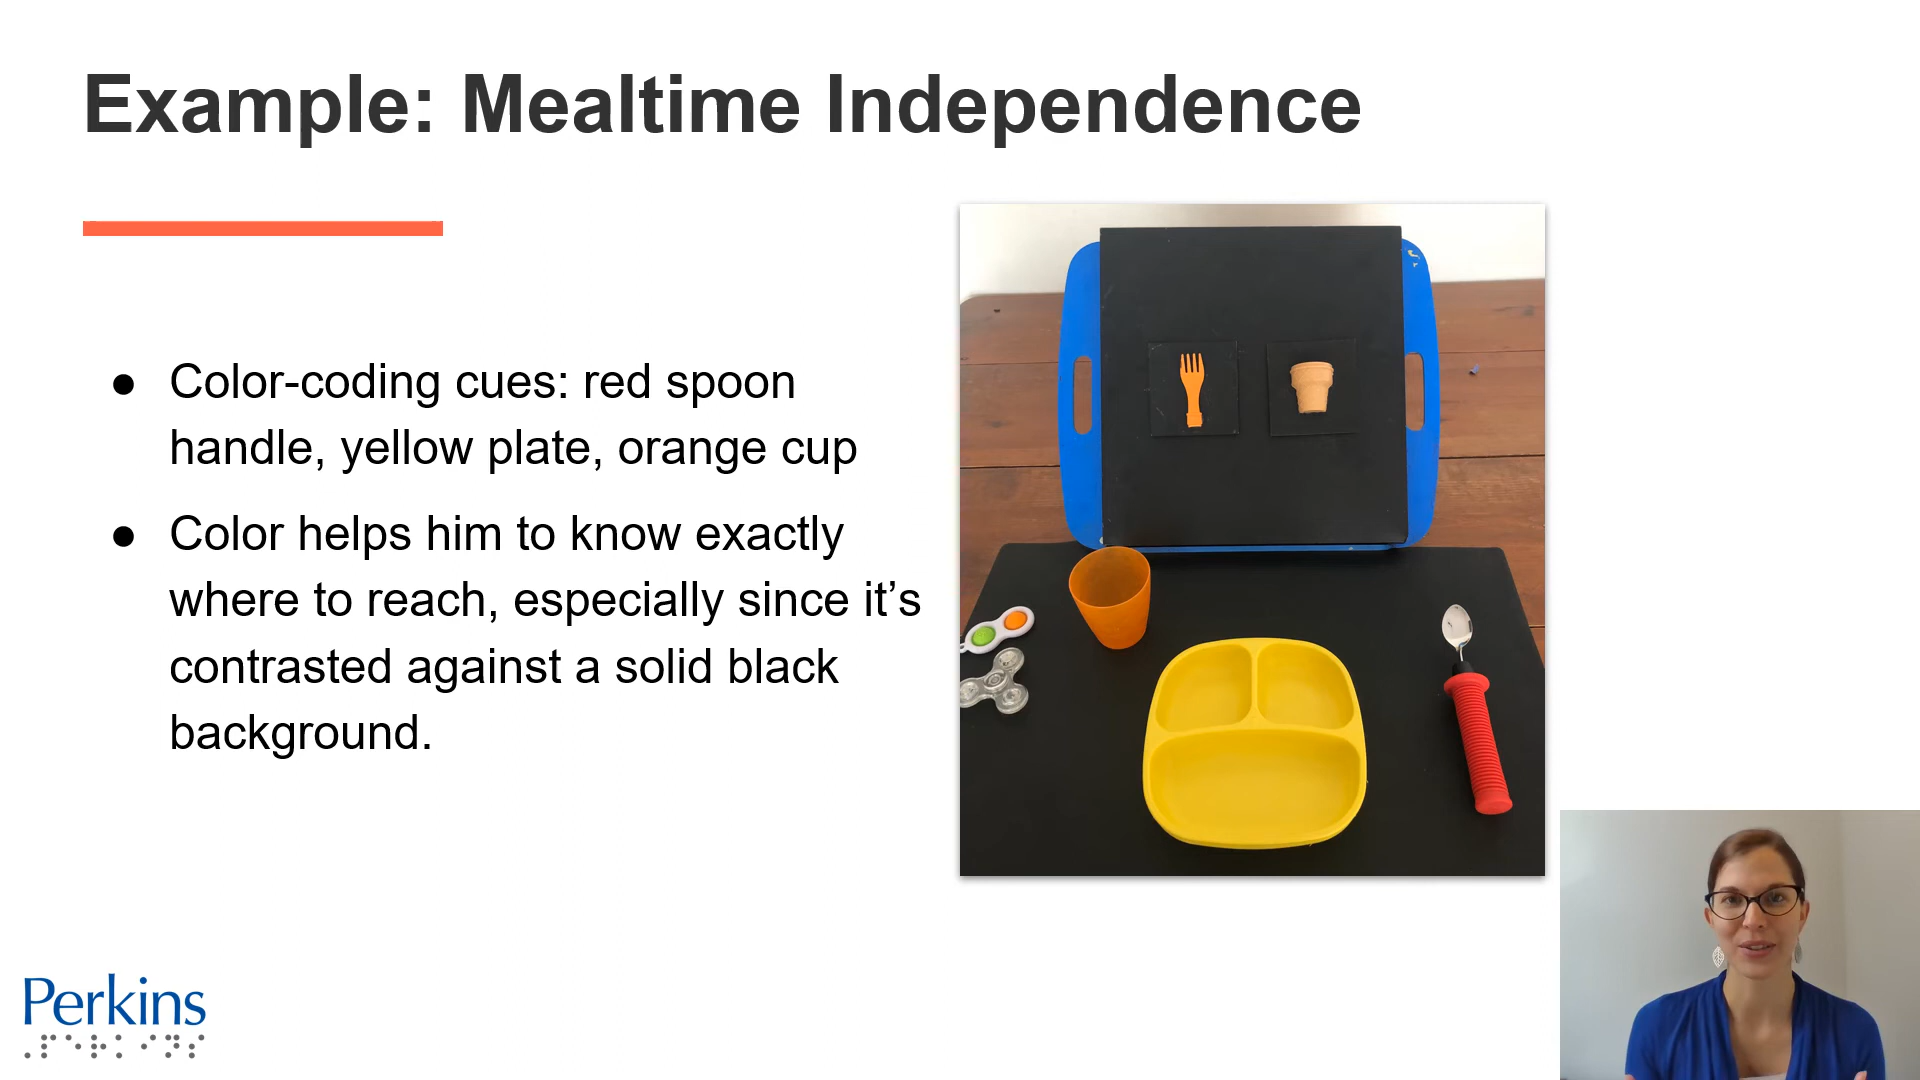 Example: Mealtime Independence
● Color-coding cues: red spoon
handle, yellow plate, orange cup
● Color helps him to know exactly
where to reach, especially since it’s
contrasted against a solid black
background.
Perkins
⠠⠏⠑⠗⠅⠊⠝⠎